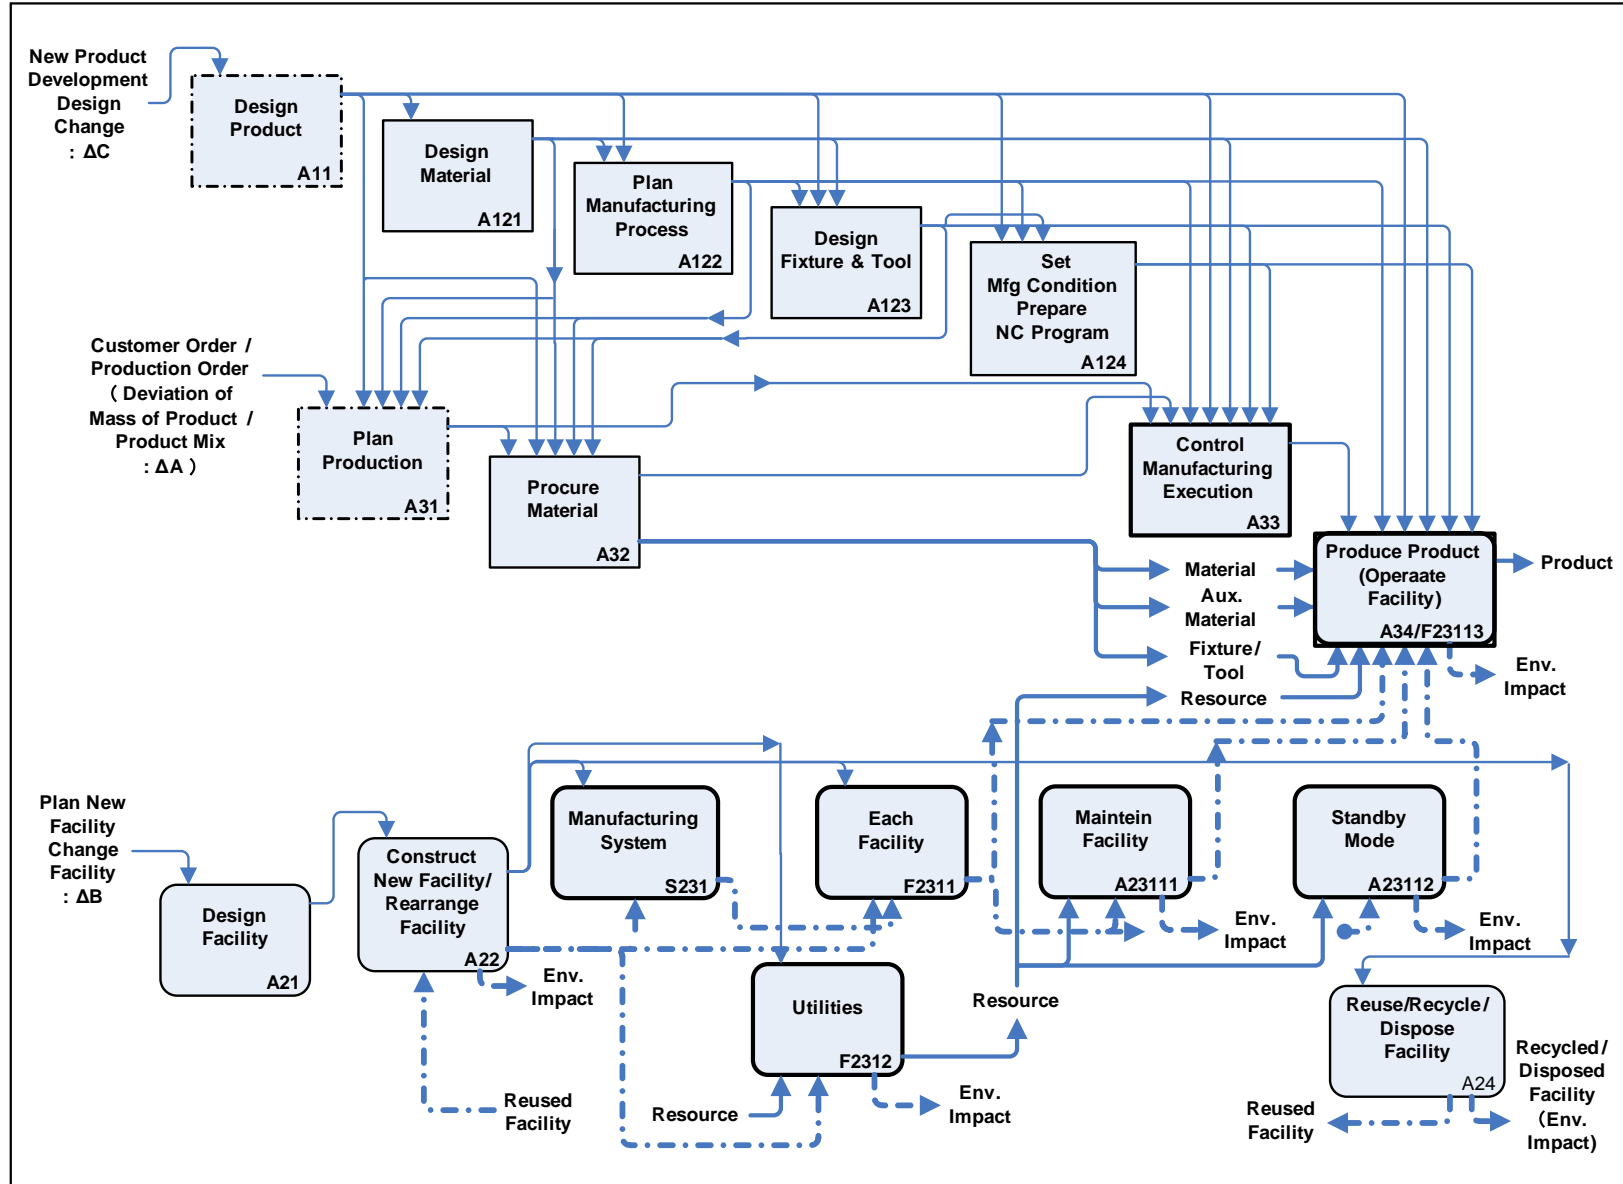 New Product
Development
Design
Change
: ΔC
Design
Product
A11
Design
Material
A121
Plan
Manufacturing
Process
A122
Design
Fixture & Tool
A123
Set
Mfg Condition
Prepare
NC Program
A124
Customer Order /
Production Order
( Deviation of
Mass of Product /
Product Mix
: ΔA )
Plan
Production
A31
Procure
Material
A32
Control
Manufacturing
Execution
A33
Produce Product
(Operaate
Facility)
A34/F23113
Product
Material
Aux.
Material
Fixture/
Tool
Resource
Env.
Impact
Plan New
Facility
Change
Facility
: ΔB
Design
Facility
A21
Construct
New Facility/
Rearrange
Facility
A22
Env.
Impact
Reused
Facility
Manufacturing
System
S231
Each
Facility
F2311
Maintein
Facility
A23111
Env.
Impact
Standby
Mode
A23112
Env.
Impact
Utilities
F2312
Resource
Resource
Env.
Impact
Reuse/Recycle/
Dispose
Facility
A24
Reused
Facility
Recycled/
Disposed
Facility
(Env.
Impact)